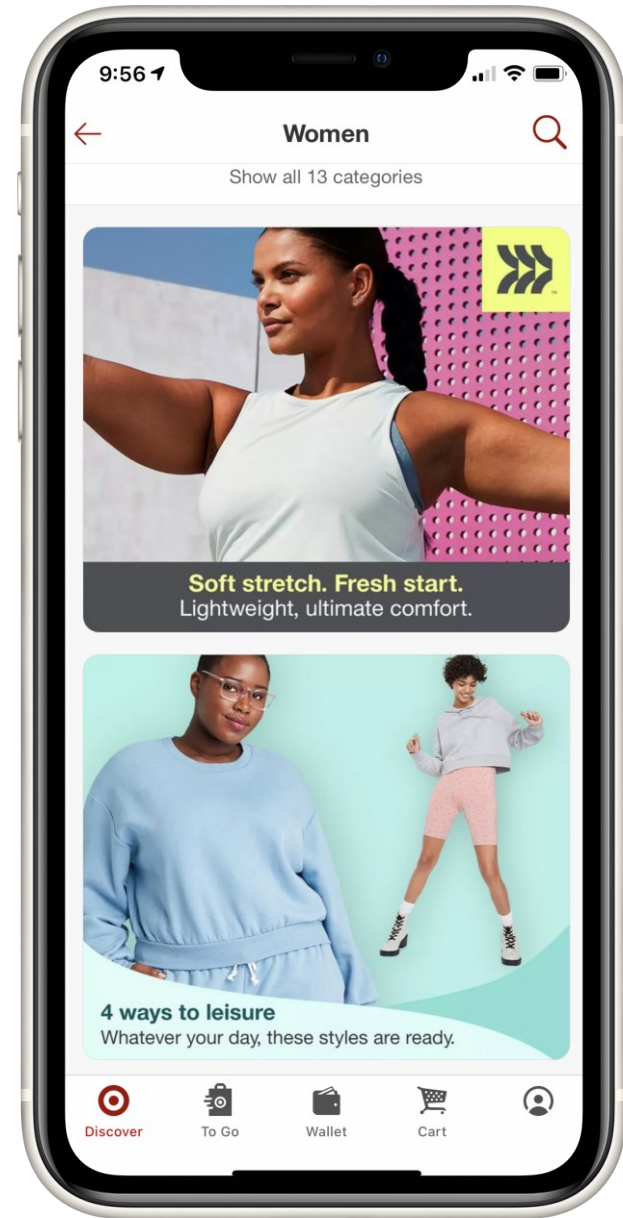 9:56
Women
Show all 13 categories
Soft stretch. Fresh start.
Lightweight, ultimate comfort.
4 ways to leisure
Whatever your day, these styles are ready.
Discover
To Go
Wallet
Cart